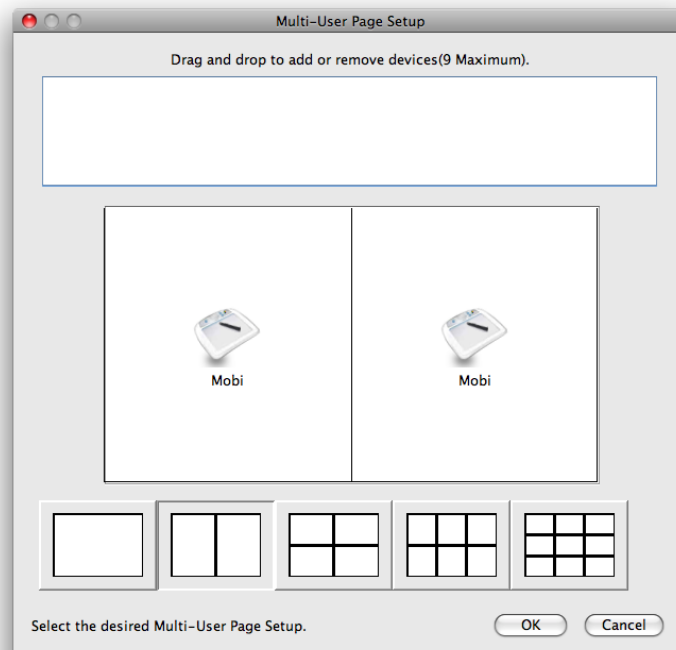 Multi-User Page Setup
Drag and drop to add or remove devices(9 Maximum).
Mobi
Mobi
Select the desired Multi-User Page Setup.
OK
Cancel